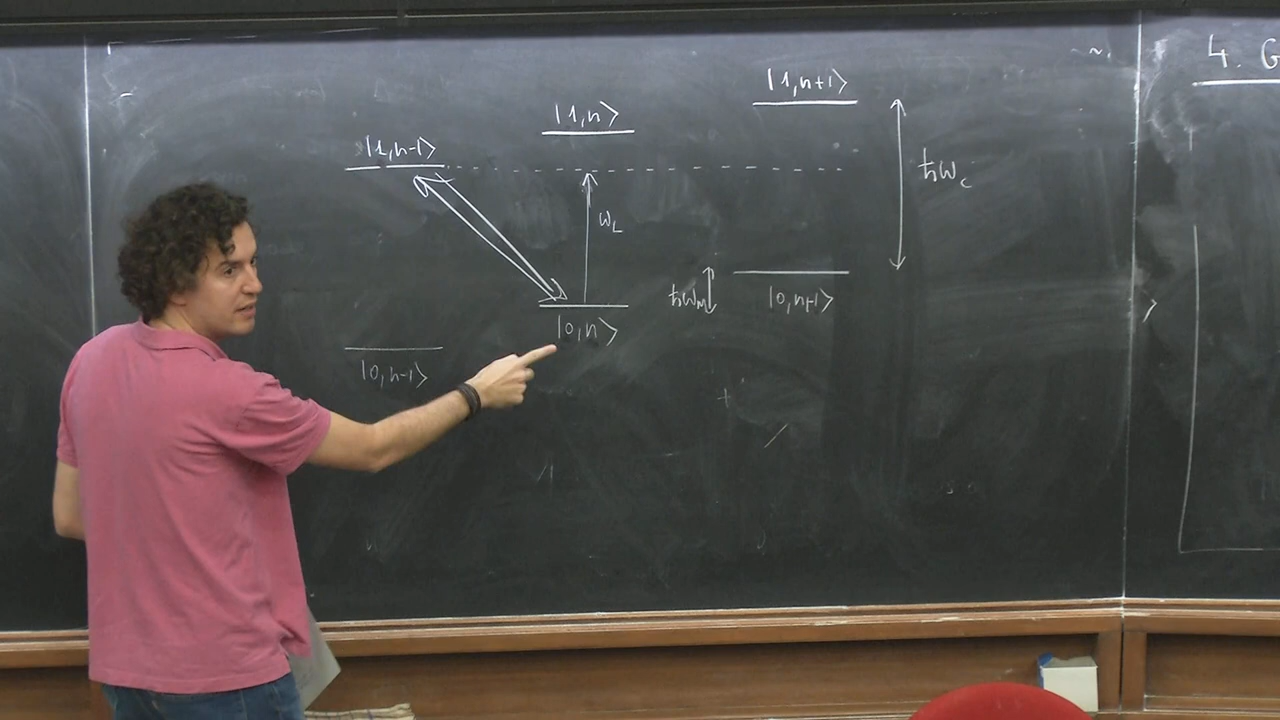 |1,n+1⟩
|1,n⟩
|1,n-1⟩
ω_L
ħω_c
ħω_M
|0,n+1⟩
|0,n⟩
|0,n-1⟩
4. G